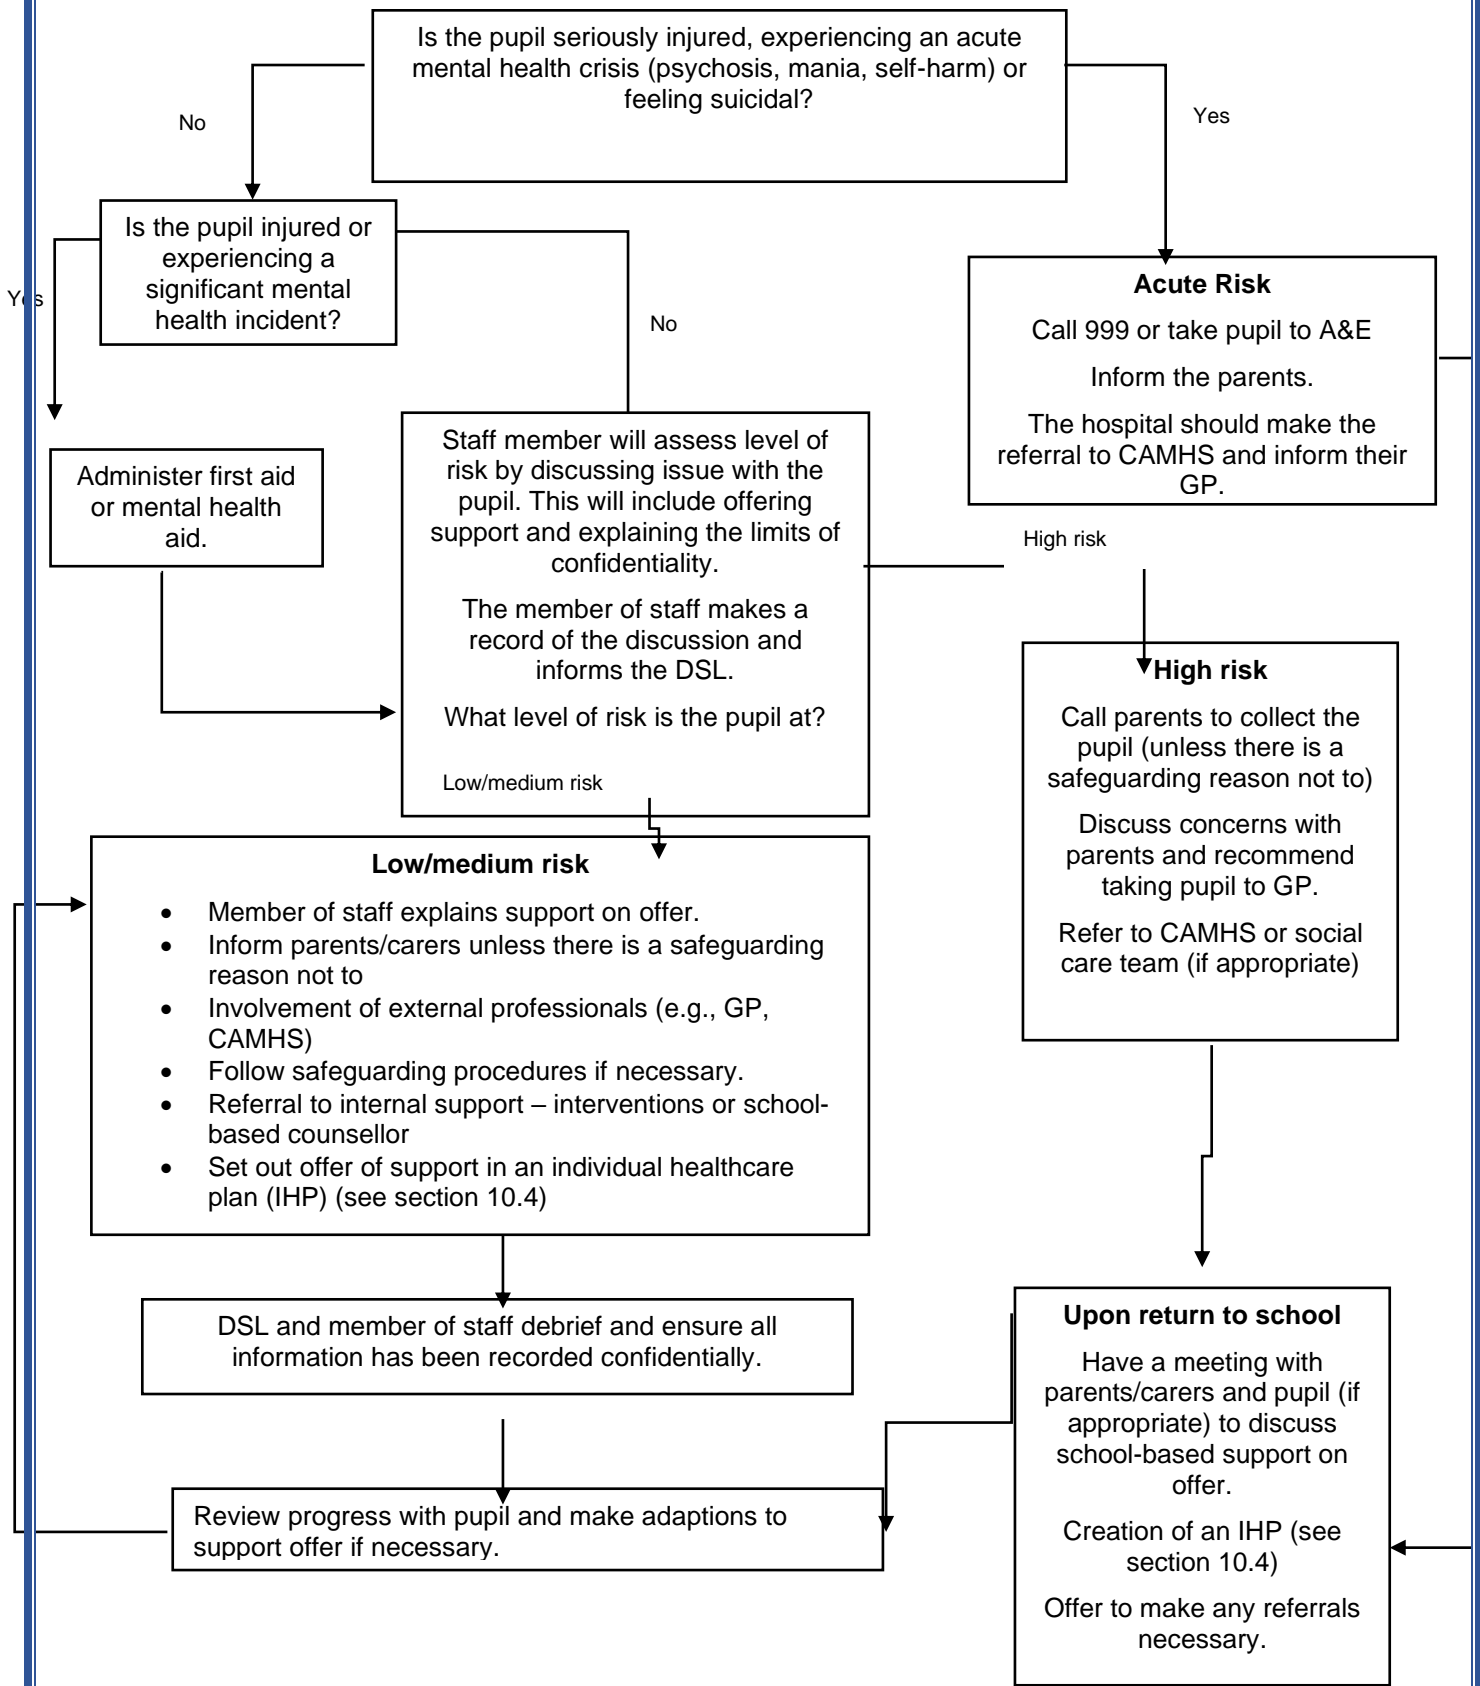 Is the pupil seriously injured, experiencing an acute
mental health crisis (psychosis, mania, self-harm) or
feeling suicidal?
No
Yes
Is the pupil injured or
experiencing a
significant mental
health incident?
Yes
No
Acute Risk
Call 999 or take pupil to A&E
Inform the parents.
The hospital should make the
referral to CAMHS and inform their
GP.
Administer first aid
or mental health
aid.
Staff member will assess level of
risk by discussing issue with the
pupil. This will include offering
support and explaining the limits of
confidentiality.
The member of staff makes a
record of the discussion and
informs the DSL.
What level of risk is the pupil at?
Low/medium risk
High risk
High risk
Call parents to collect the
pupil (unless there is a
safeguarding reason not to)
Discuss concerns with
parents and recommend
taking pupil to GP.
Refer to CAMHS or social
care team (if appropriate)
Low/medium risk
• Member of staff explains support on offer.
• Inform parents/carers unless there is a safeguarding
reason not to
• Involvement of external professionals (e.g., GP,
CAMHS)
• Follow safeguarding procedures if necessary.
• Referral to internal support – interventions or school-
based counsellor
• Set out offer of support in an individual healthcare
plan (IHP) (see section 10.4)
DSL and member of staff debrief and ensure all
information has been recorded confidentially.
Review progress with pupil and make adaptions to
support offer if necessary.
Upon return to school
Have a meeting with
parents/carers and pupil (if
appropriate) to discuss
school-based support on
offer.
Creation of an IHP (see
section 10.4)
Offer to make any referrals
necessary.